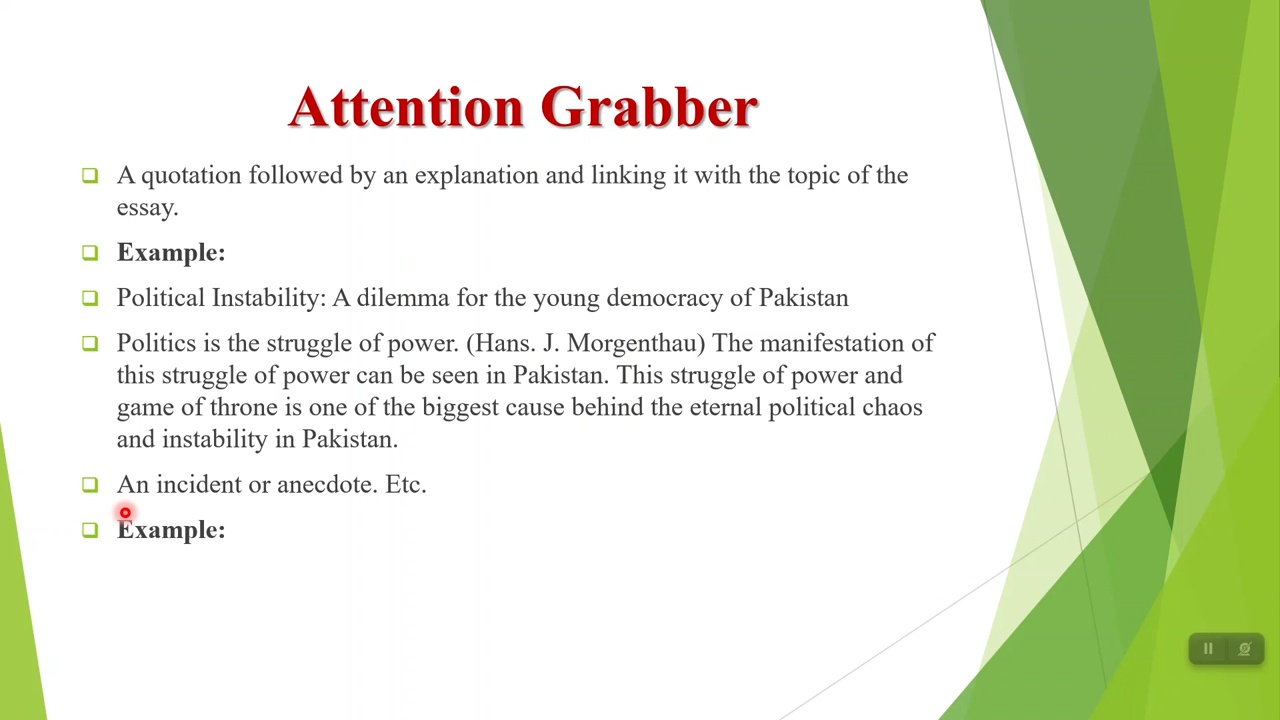 Attention Grabber
A quotation followed by an explanation and linking it with the topic of the
essay.
Example:
Political Instability: A dilemma for the young democracy of Pakistan
Politics is the struggle of power. (Hans. J. Morgenthau) The manifestation of
this struggle of power can be seen in Pakistan. This struggle of power and
game of throne is one of the biggest cause behind the eternal political chaos
and instability in Pakistan.
An incident or anecdote. Etc.
Example: